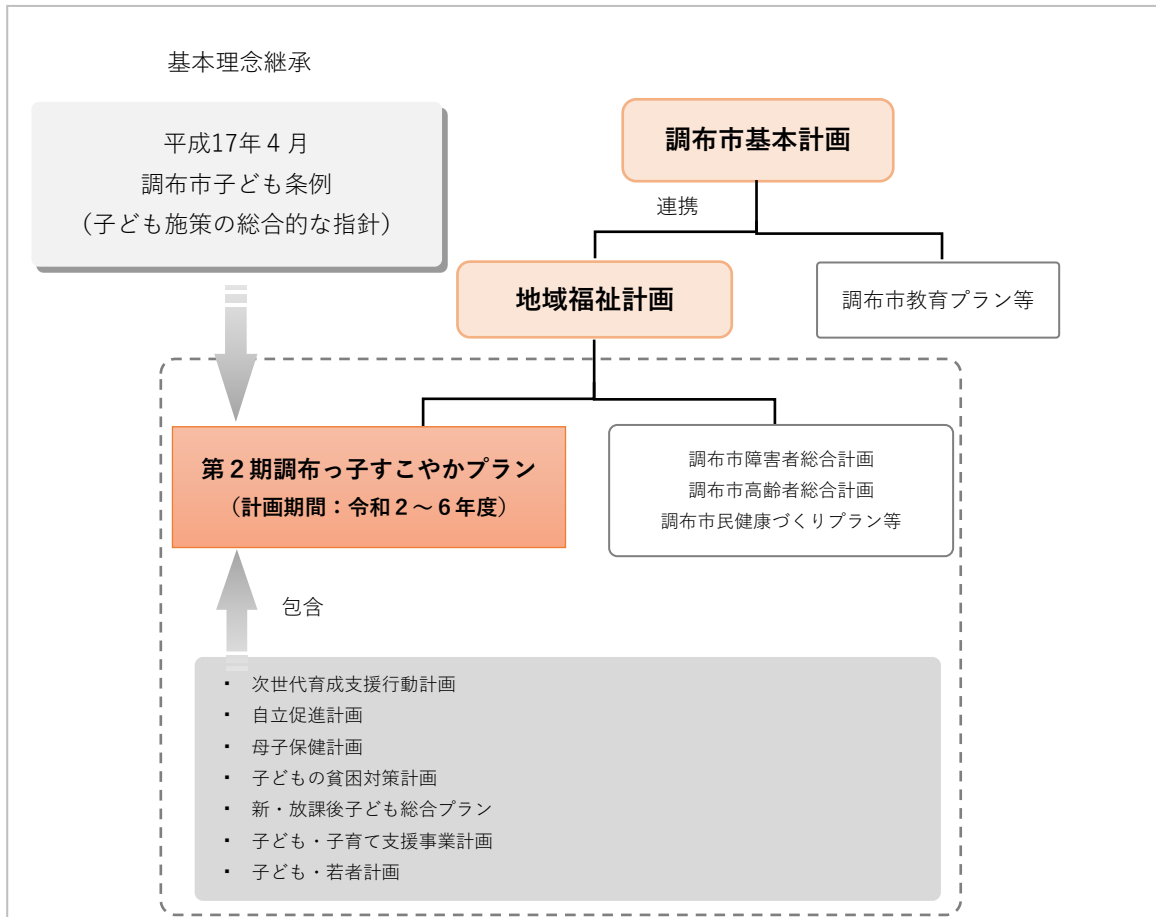 基本理念継承
平成17年４月
調布市子ども条例
（子ども施策の総合的な指針）
調布市基本計画
連携
地域福祉計画
調布市教育プラン等
第２期調布っ子すこやかプラン
（計画期間：令和２～６年度）
調布市障害者総合計画
調布市高齢者総合計画
調布市民健康づくりプラン等
包含
▪ 次世代育成支援行動計画
▪ 自立促進計画
▪ 母子保健計画
▪ 子どもの貧困対策計画
▪ 新・放課後子ども総合プラン
▪ 子ども・子育て支援事業計画
▪ 子ども・若者計画